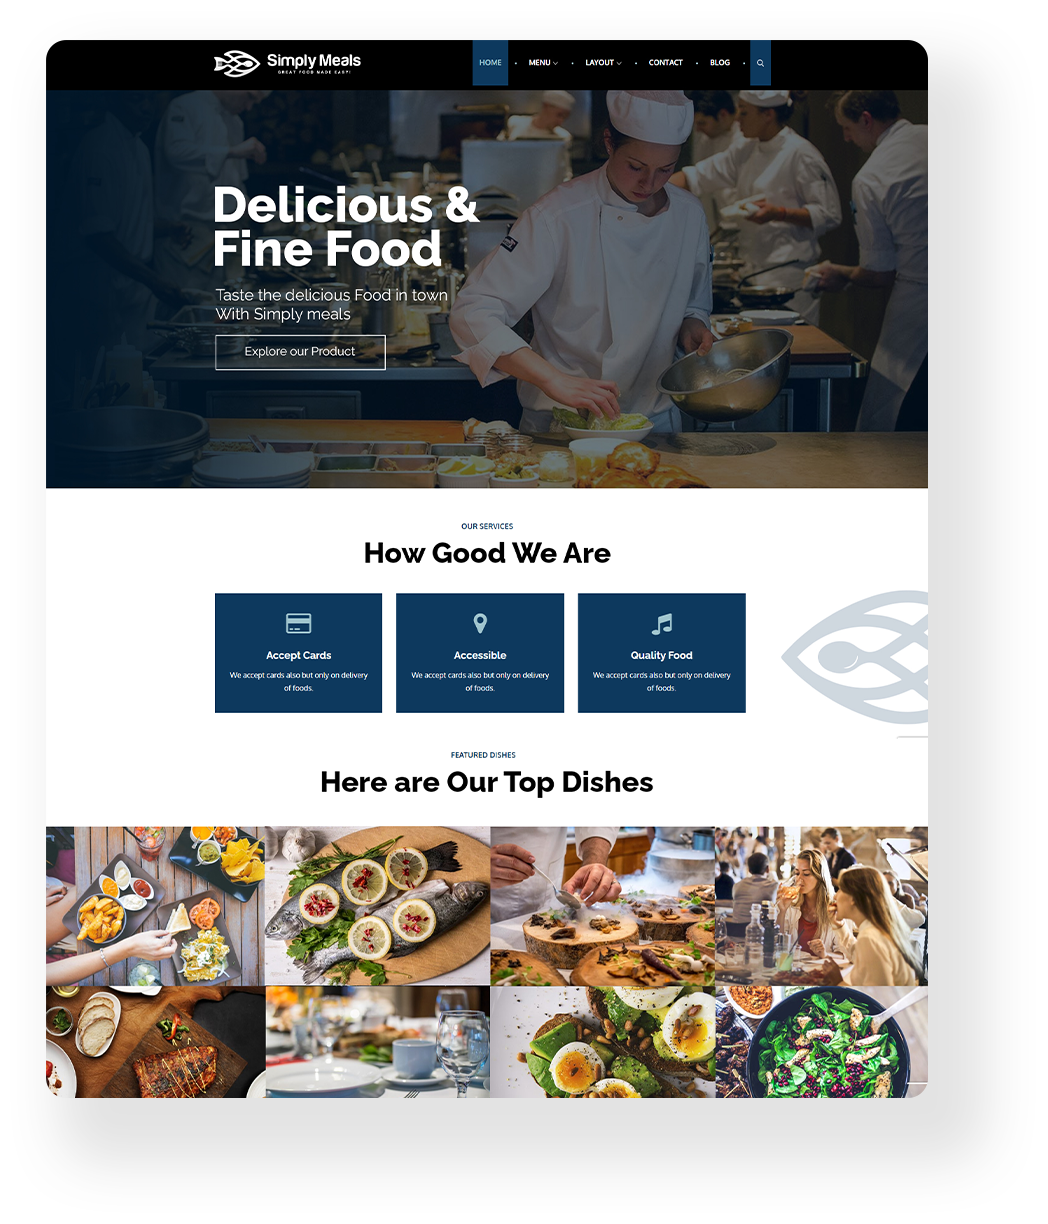 Simply Meals
GREAT FOOD MADE EASY!
HOME
MENU
LAYOUT
CONTACT
BLOG
Delicious &
Fine Food
Taste the delicious Food in town
With Simply meals
Explore our Product
OUR SERVICES
How Good We Are
Accept Cards
We accept cards also but only on delivery
of foods.
Accessible
We accept cards also but only on delivery
of foods.
Quality Food
We accept cards also but only on delivery
of foods.
FEATURED DISHES
Here are Our Top Dishes